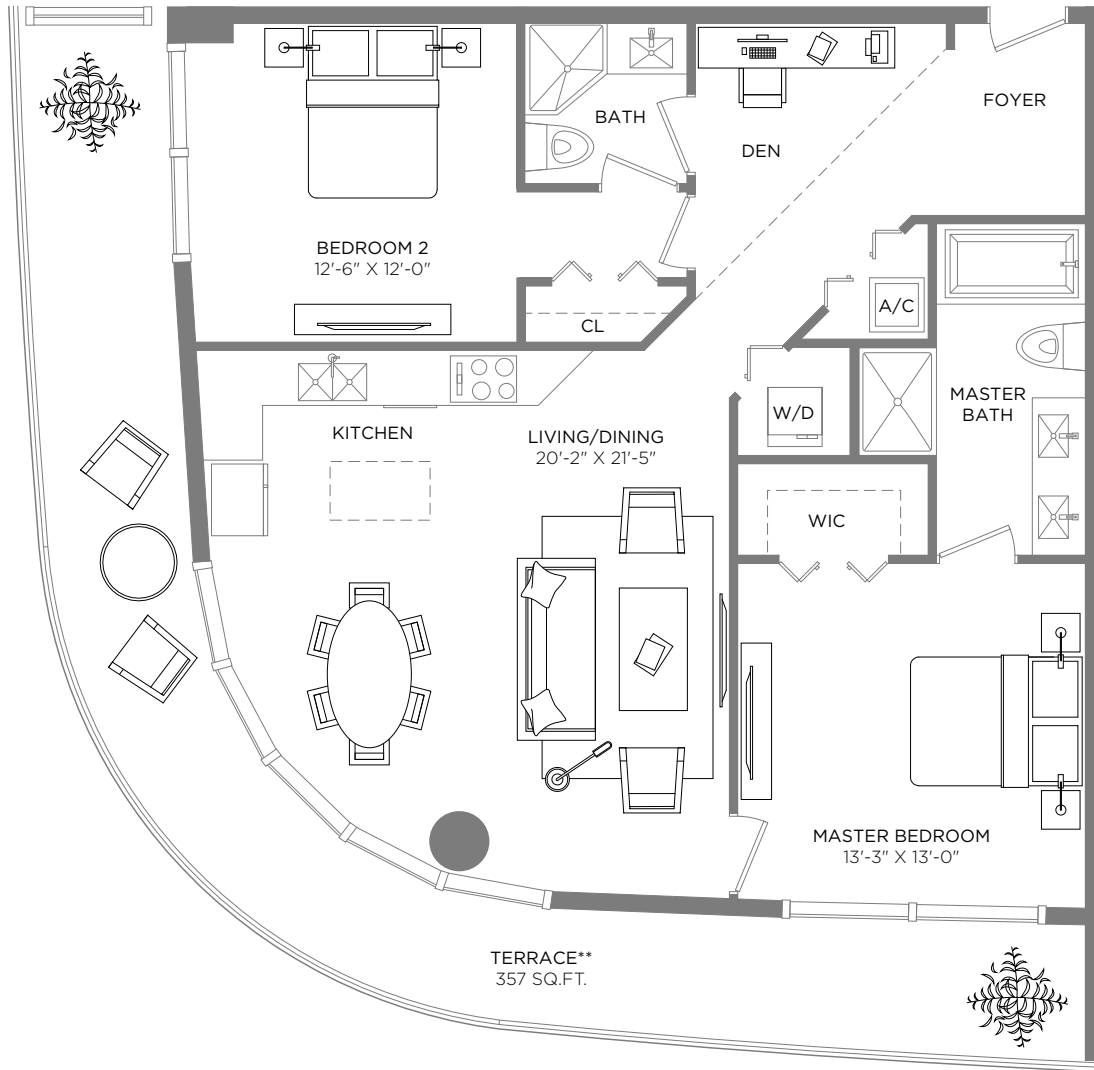 FOYER
BATH
DEN
BEDROOM 2
12'-6" X 12'-0"
A/C
CL
MASTER
BATH
W/D
KITCHEN
LIVING/DINING
20'-2" X 21'-5"
WIC
MASTER BEDROOM
13'-3" X 13'-0"
TERRACE**
357 SQ.FT.